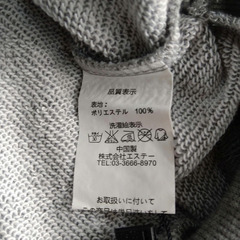 品質表示
表地:
ポリエステル 100%
洗濯絵表示
中国製
株式会社エステー
TEL:03-3666-8970
お取扱いに付いて